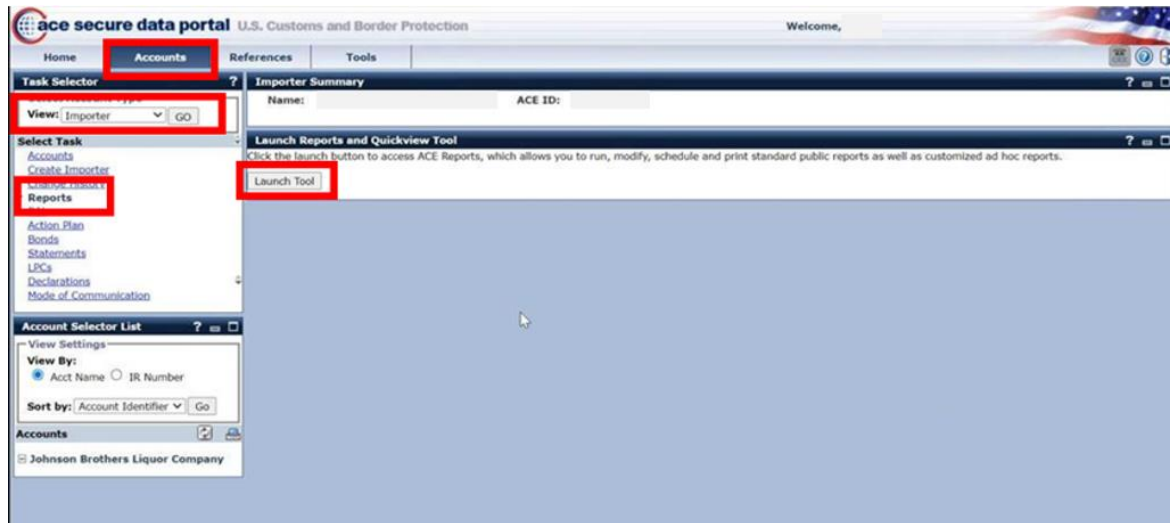 ace secure data portal U.S. Customs and Border Protection Welcome,
Home Accounts References Tools
Task Selector ?
View: Importer GO
Select Task
Accounts
Create Importer
Change History
Reports
Action Plan
Bonds
Statements
LPCs
Declarations
Mode of Communication
Account Selector List ?
View Settings
View By:
Acct Name IR Number
Sort by: Account Identifier Go
Accounts
Johnson Brothers Liquor Company
Importer Summary ?
Name: ACE ID:
Launch Reports and Quickview Tool ?
Click the launch button to access ACE Reports, which allows you to run, modify, schedule and print standard public reports as well as customized ad hoc reports.
Launch Tool